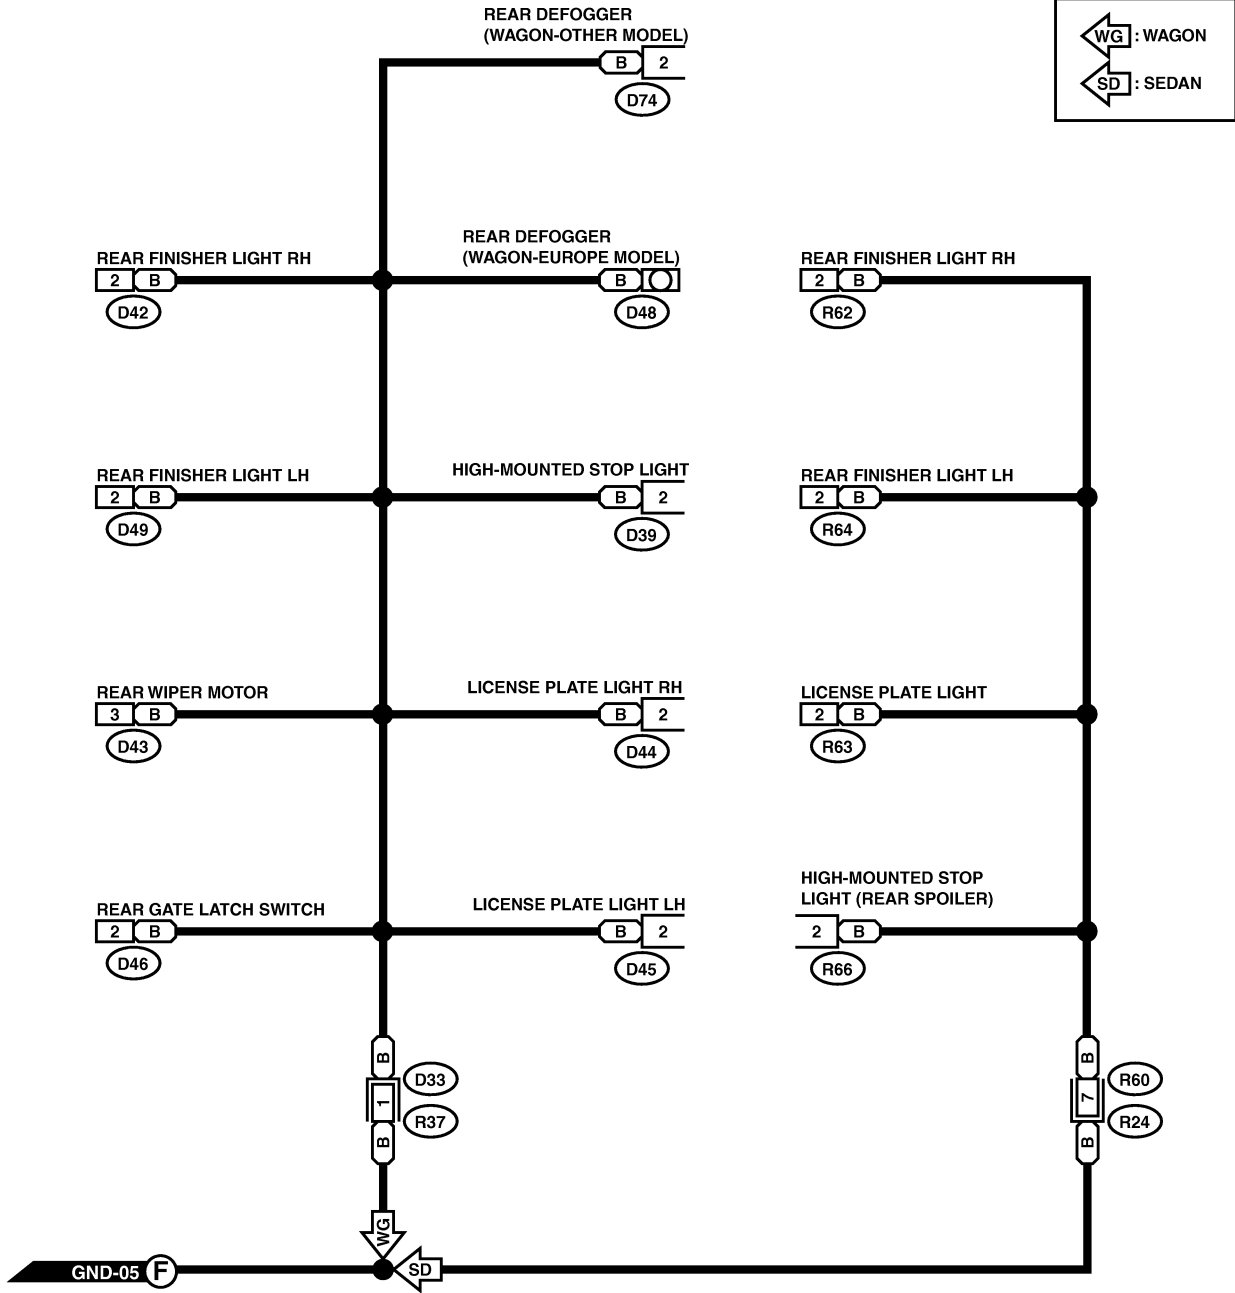 REAR DEFOGGER
(WAGON-OTHER MODEL)
B 2
D74
WG : WAGON
SD : SEDAN
REAR FINISHER LIGHT RH
2 B
D42
REAR DEFOGGER
(WAGON-EUROPE MODEL)
B
D48
REAR FINISHER LIGHT RH
2 B
R62
REAR FINISHER LIGHT LH
2 B
D49
HIGH-MOUNTED STOP LIGHT
B 2
D39
REAR FINISHER LIGHT LH
2 B
R64
REAR WIPER MOTOR
3 B
D43
LICENSE PLATE LIGHT RH
B 2
D44
LICENSE PLATE LIGHT
2 B
R63
REAR GATE LATCH SWITCH
2 B
D46
LICENSE PLATE LIGHT LH
B 2
D45
HIGH-MOUNTED STOP
LIGHT (REAR SPOILER)
2 B
R66
B
D33
1
R37
B
WG
B
R60
7
R24
B
GND-05 F
SD